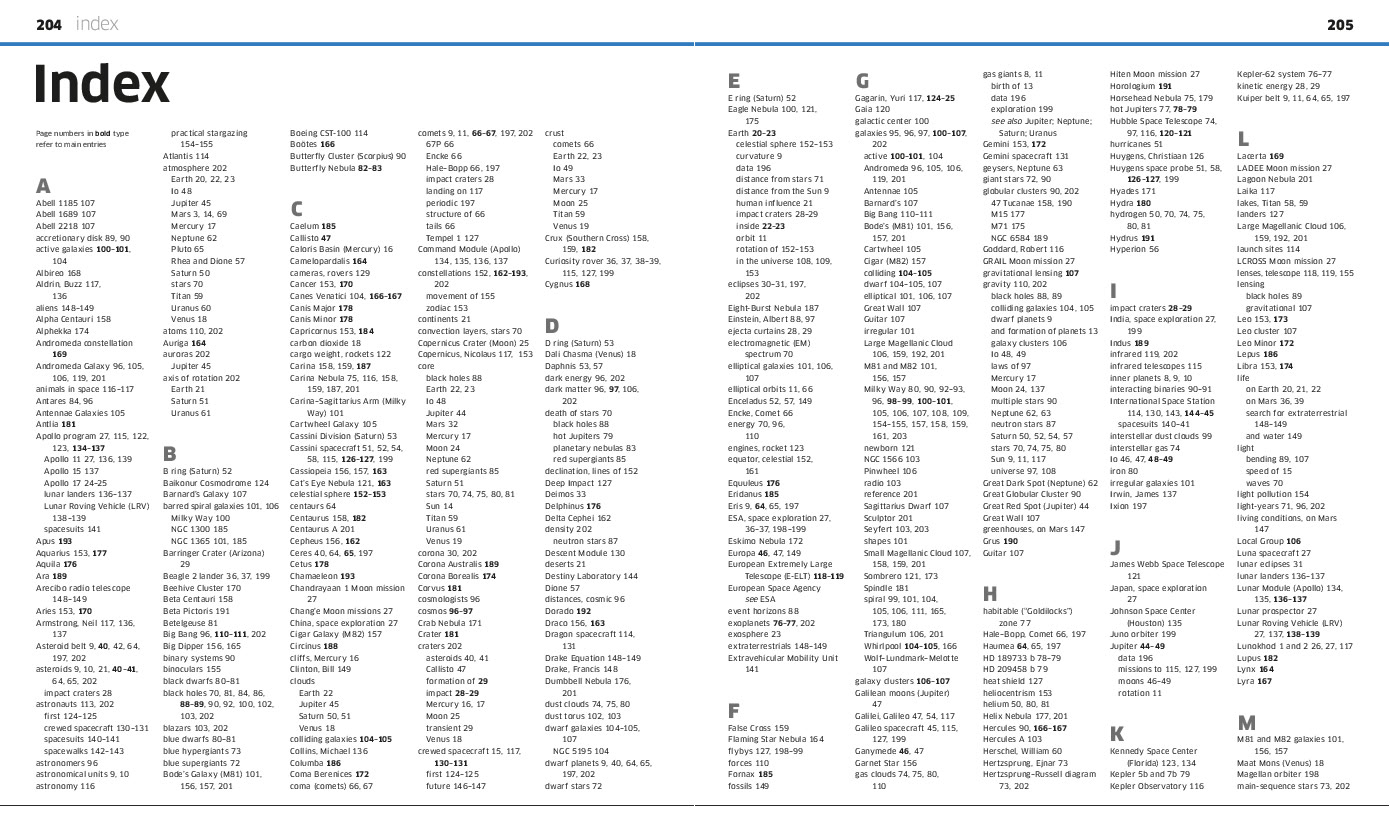 204 index
205
Index
Page numbers in bold type
refer to main entries
A
Abell 1185 107
Abell 1689 107
Abell 2218 107
accretionary disk 89, 90
active galaxies 100–101,
104
Albireo 168
Aldrin, Buzz 117,
136
aliens 148–149
Alpha Centauri 158
Alphekka 174
Andromeda constellation
169
Andromeda Galaxy 96, 105,
106, 119, 201
animals in space 116–117
Antares 84, 96
Antennae Galaxies 105
Antlia 181
Apollo program 27, 115, 122,
123, 134–137
Apollo 11 27, 136, 139
Apollo 15 137
Apollo 17 24–25
lunar landers 136–137
Lunar Roving Vehicle (LRV)
138–139
spacesuits 141
Apus 193
Aquarius 153, 177
Aquila 176
Ara 189
Arecibo radio telescope
148–149
Aries 153, 170
Armstrong, Neil 117, 136,
137
Asteroid belt 9, 40, 42, 64,
197, 202
asteroids 9, 10, 21, 40–41,
64, 65, 202
impact craters 28
astronauts 113, 202
first 124–125
crewed spacecraft 130–131
spacesuits 140–141
spacewalks 142–143
astronomers 96
astronomical units 9, 10
astronomy 116
practical stargazing
154–155
Atlantis 114
atmosphere 202
Earth 20, 22, 23
Io 48
Jupiter 45
Mars 3, 14, 69
Mercury 17
Neptune 62
Pluto 65
Rhea and Dione 57
Saturn 50
stars 70
Titan 59
Uranus 60
Venus 18
atoms 110, 202
Auriga 164
auroras 202
Jupiter 45
axis of rotation 202
Earth 21
Saturn 51
Uranus 61
B
B ring (Saturn) 52
Baikonur Cosmodrome 124
Barnard's Galaxy 107
barred spiral galaxies 101, 106
Milky Way 100
NGC 1300 185
NGC 1365 101, 185
Barringer Crater (Arizona)
29
Beagle 2 lander 36, 37, 199
Beehive Cluster 170
Beta Centauri 158
Beta Pictoris 191
Betelgeuse 81
Big Bang 96, 110–111, 202
Big Dipper 156, 165
binary systems 90
binoculars 155
black dwarfs 80–81
black holes 70, 81, 84, 86,
88–89, 90, 92, 100, 102,
103, 202
blazars 103, 202
blue dwarfs 80–81
blue hypergiants 73
blue supergiants 72
Bode's Galaxy (M81) 101,
156, 157, 201
Boeing CST-100 114
Boötes 166
Butterfly Cluster (Scorpius) 90
Butterfly Nebula 82–83
C
Caelum 185
Callisto 47
Caloris Basin (Mercury) 16
Camelopardalis 164
cameras, rovers 129
Cancer 153, 170
Canes Venatici 104, 166–167
Canis Major 178
Canis Minor 178
Capricornus 153, 184
carbon dioxide 18
cargo weight, rockets 122
Carina 158, 159, 187
Carina Nebula 75, 116, 158,
159, 187, 201
Carina–Sagittarius Arm (Milky
Way) 101
Cartwheel Galaxy 105
Cassini Division (Saturn) 53
Cassini spacecraft 51, 52, 54,
58, 115, 126–127, 199
Cassiopeia 156, 157, 163
Cat's Eye Nebula 121, 163
celestial sphere 152–153
centaurs 64
Centaurus 158, 182
Centaurus A 201
Cepheus 156, 162
Ceres 40, 64, 65, 197
Cetus 178
Chamaeleon 193
Chandrayaan 1 Moon mission
27
Chang'e Moon missions 27
China, space exploration 27
Cigar Galaxy (M82) 157
Circinus 188
cliffs, Mercury 16
Clinton, Bill 149
clouds
Earth 22
Jupiter 45
Saturn 50, 51
Venus 18
colliding galaxies 104–105
Collins, Michael 136
Columba 186
Coma Berenices 172
coma (comets) 66, 67
comets 9, 11, 66–67, 197, 202
67P 66
Encke 66
Hale–Bopp 66, 197
impact craters 28
landing on 117
periodic 197
structure of 66
tails 66
Tempel 1 127
Command Module (Apollo)
134, 135, 136, 137
constellations 152, 162–193,
202
movement of 155
zodiac 153
continents 21
convection layers, stars 70
Copernicus Crater (Moon) 25
Copernicus, Nicolaus 117, 153
core
black holes 88
Earth 22, 23
Io 48
Jupiter 44
Mars 32
Mercury 17
Moon 24
Neptune 62
red supergiants 85
Saturn 51
stars 70, 74, 75, 80, 81
Sun 14
Titan 59
Uranus 61
Venus 19
corona 30, 202
Corona Australis 189
Corona Borealis 174
Corvus 181
cosmologists 96
cosmos 96–97
Crab Nebula 171
Crater 181
craters 202
asteroids 40, 41
Callisto 47
formation of 29
impact 28–29
Mercury 16, 17
Moon 25
transient 29
Venus 18
crewed spacecraft 15, 117,
130–131
first 124–125
future 146–147
crust
comets 66
Earth 22, 23
Io 49
Mars 33
Mercury 17
Moon 25
Titan 59
Venus 19
Crux (Southern Cross) 158,
159, 182
Curiosity rover 36, 37, 38–39,
115, 127, 199
Cygnus 168
D
D ring (Saturn) 53
Dali Chasma (Venus) 18
Daphnis 53, 57
dark energy 96, 202
dark matter 96, 97, 106,
202
death of stars 70
black holes 88
hot Jupiters 79
planetary nebulas 83
red supergiants 85
declination, lines of 152
Deep Impact 127
Deimos 33
Delphinus 176
Delta Cephei 162
density 202
neutron stars 87
Descent Module 130
deserts 21
Destiny Laboratory 144
Dione 57
distances, cosmic 96
Dorado 192
Draco 156, 163
Dragon spacecraft 114,
131
Drake Equation 148–149
Drake, Francis 148
Dumbbell Nebula 176,
201
dust clouds 74, 75, 80
dust torus 102, 103
dwarf galaxies 104–105,
107
NGC 5195 104
dwarf planets 9, 40, 64, 65,
197, 202
dwarf stars 72
E
E ring (Saturn) 52
Eagle Nebula 100, 121,
175
Earth 20–23
celestial sphere 152–153
curvature 9
data 196
distance from stars 71
distance from the Sun 9
human influence 21
impact craters 28–29
inside 22–23
orbit 11
rotation of 152–153
in the universe 108, 109,
153
eclipses 30–31, 197,
202
Eight-Burst Nebula 187
Einstein, Albert 88, 97
ejecta curtains 28, 29
electromagnetic (EM)
spectrum 70
elliptical galaxies 101, 106,
107
elliptical orbits 11, 66
Enceladus 52, 57, 149
Encke, Comet 66
energy 70, 96,
110
engines, rocket 123
equator, celestial 152,
161
Equuleus 176
Eridanus 185
Eris 9, 64, 65, 197
ESA, space exploration 27,
36–37, 198–199
Eskimo Nebula 172
Europa 46, 47, 149
European Extremely Large
Telescope (E-ELT) 118–119
European Space Agency
see ESA
event horizons 88
exoplanets 76–77, 202
exosphere 23
extraterrestrials 148–149
Extravehicular Mobility Unit
141
F
False Cross 159
Flaming Star Nebula 164
flybys 127, 198–99
forces 110
Fornax 185
fossils 149
G
Gagarin, Yuri 117, 124–25
Gaia 120
galactic center 100
galaxies 95, 96, 97, 100–107,
202
active 100–101, 104
Andromeda 96, 105, 106,
119, 201
Antennae 105
Barnard's 107
Big Bang 110–111
Bode's (M81) 101, 156,
157, 201
Cartwheel 105
Cigar (M82) 157
colliding 104–105
dwarf 104–105, 107
elliptical 101, 106, 107
Great Wall 107
Guitar 107
irregular 101
Large Magellanic Cloud
106, 159, 192, 201
M81 and M82 101,
156, 157
Milky Way 80, 90, 92–93,
96, 98–99, 100–101,
105, 106, 107, 108, 109,
154–155, 157, 158, 159,
161, 203
newborn 121
NGC 1566 103
Pinwheel 106
radio 103
reference 201
Sagittarius Dwarf 107
Sculptor 201
Seyfert 103, 203
shapes 101
Small Magellanic Cloud 107,
158, 159, 201
Sombrero 121, 173
Spindle 181
spiral 99, 101, 104,
105, 106, 111, 165,
173, 180
Triangulum 106, 201
Whirlpool 104–105, 166
Wolf-Lundmark-Melotte
107
galaxy clusters 106–107
Galilean moons (Jupiter)
47
Galilei, Galileo 47, 54, 117
Galileo spacecraft 45, 115,
127, 199
Ganymede 46, 47
Garnet Star 156
gas clouds 74, 75, 80,
110
gas giants 8, 11
birth of 13
data 196
exploration 199
see also Jupiter; Neptune;
Saturn; Uranus
Gemini 153, 172
Gemini spacecraft 131
geysers, Neptune 63
giant stars 72, 90
globular clusters 90, 202
47 Tucanae 158, 190
M15 177
M71 175
NGC 6584 189
Goddard, Robert 116
GRAIL Moon mission 27
gravitational lensing 107
gravity 110, 202
black holes 88, 89
colliding galaxies 104, 105
dwarf planets 9
and formation of planets 13
galaxy clusters 106
Io 48, 49
laws of 97
Mercury 17
Moon 24, 137
multiple stars 90
Neptune 62, 63
neutron stars 87
Saturn 50, 52, 54, 57
stars 70, 74, 75, 80
Sun 9, 11, 117
universe 97, 108
Great Dark Spot (Neptune) 62
Great Globular Cluster 90
Great Red Spot (Jupiter) 44
Great Wall 107
greenhouses, on Mars 147
Grus 190
Guitar 107
H
habitable ("Goldilocks")
zone 77
Hale–Bopp, Comet 66, 197
Haumea 64, 65, 197
HD 189733 b 78–79
HD 209458 b 79
heat shield 127
heliocentrism 153
helium 50, 80, 81
Helix Nebula 177, 201
Hercules 90, 166–167
Hercules A 103
Herschel, William 60
Hertzsprung, Ejnar 73
Hertzsprung–Russell diagram
73, 202
Hiten Moon mission 27
Horologium 191
Horsehead Nebula 75, 179
hot Jupiters 77, 78–79
Hubble Space Telescope 74,
97, 116, 120–121
hurricanes 51
Huygens, Christiaan 126
Huygens space probe 51, 58,
126–127, 199
Hyades 171
Hydra 180
hydrogen 50, 70, 74, 75,
80, 81
Hydrus 191
Hyperion 56
I
impact craters 28–29
India, space exploration 27,
199
Indus 189
infrared 119, 202
infrared telescopes 115
inner planets 8, 9, 10
interacting binaries 90–91
International Space Station
114, 130, 143, 144–45
spacesuits 140–41
interstellar dust clouds 99
interstellar gas 74
Io 46, 47, 48–49
iron 80
irregular galaxies 101
Irwin, James 137
Ixion 197
J
James Webb Space Telescope
121
Japan, space exploration
27
Johnson Space Center
(Houston) 135
Juno orbiter 199
Jupiter 44–49
data 196
missions to 115, 127, 199
moons 46–49
rotation 11
K
Kennedy Space Center
(Florida) 123, 134
Kepler 5b and 7b 79
Kepler Observatory 116
Kepler-62 system 76–77
kinetic energy 28, 29
Kuiper belt 9, 11, 64, 65, 197
L
Lacerta 169
LADEE Moon mission 27
Lagoon Nebula 201
Laika 117
lakes, Titan 58, 59
landers 127
Large Magellanic Cloud 106,
159, 192, 201
launch sites 114
LCROSS Moon mission 27
lenses, telescope 118, 119, 155
lensing
black holes 89
gravitational 107
Leo 153, 173
Leo cluster 107
Leo Minor 172
Lepus 186
Libra 153, 174
life
on Earth 20, 21, 22
on Mars 36, 39
search for extraterrestrial
148–149
and water 149
light
bending 89, 107
speed of 15
waves 70
light pollution 154
light-years 71, 96, 202
living conditions, on Mars
147
Local Group 106
Luna spacecraft 27
lunar eclipses 31
lunar landers 136–137
Lunar Module (Apollo) 134,
135, 136–137
Lunar prospector 27
Lunar Roving Vehicle (LRV)
27, 137, 138–139
Lunokhod 1 and 2 26, 27, 117
Lupus 182
Lynx 164
Lyra 167
M
M81 and M82 galaxies 101,
156, 157
Maat Mons (Venus) 18
Magellan orbiter 198
main-sequence stars 73, 202